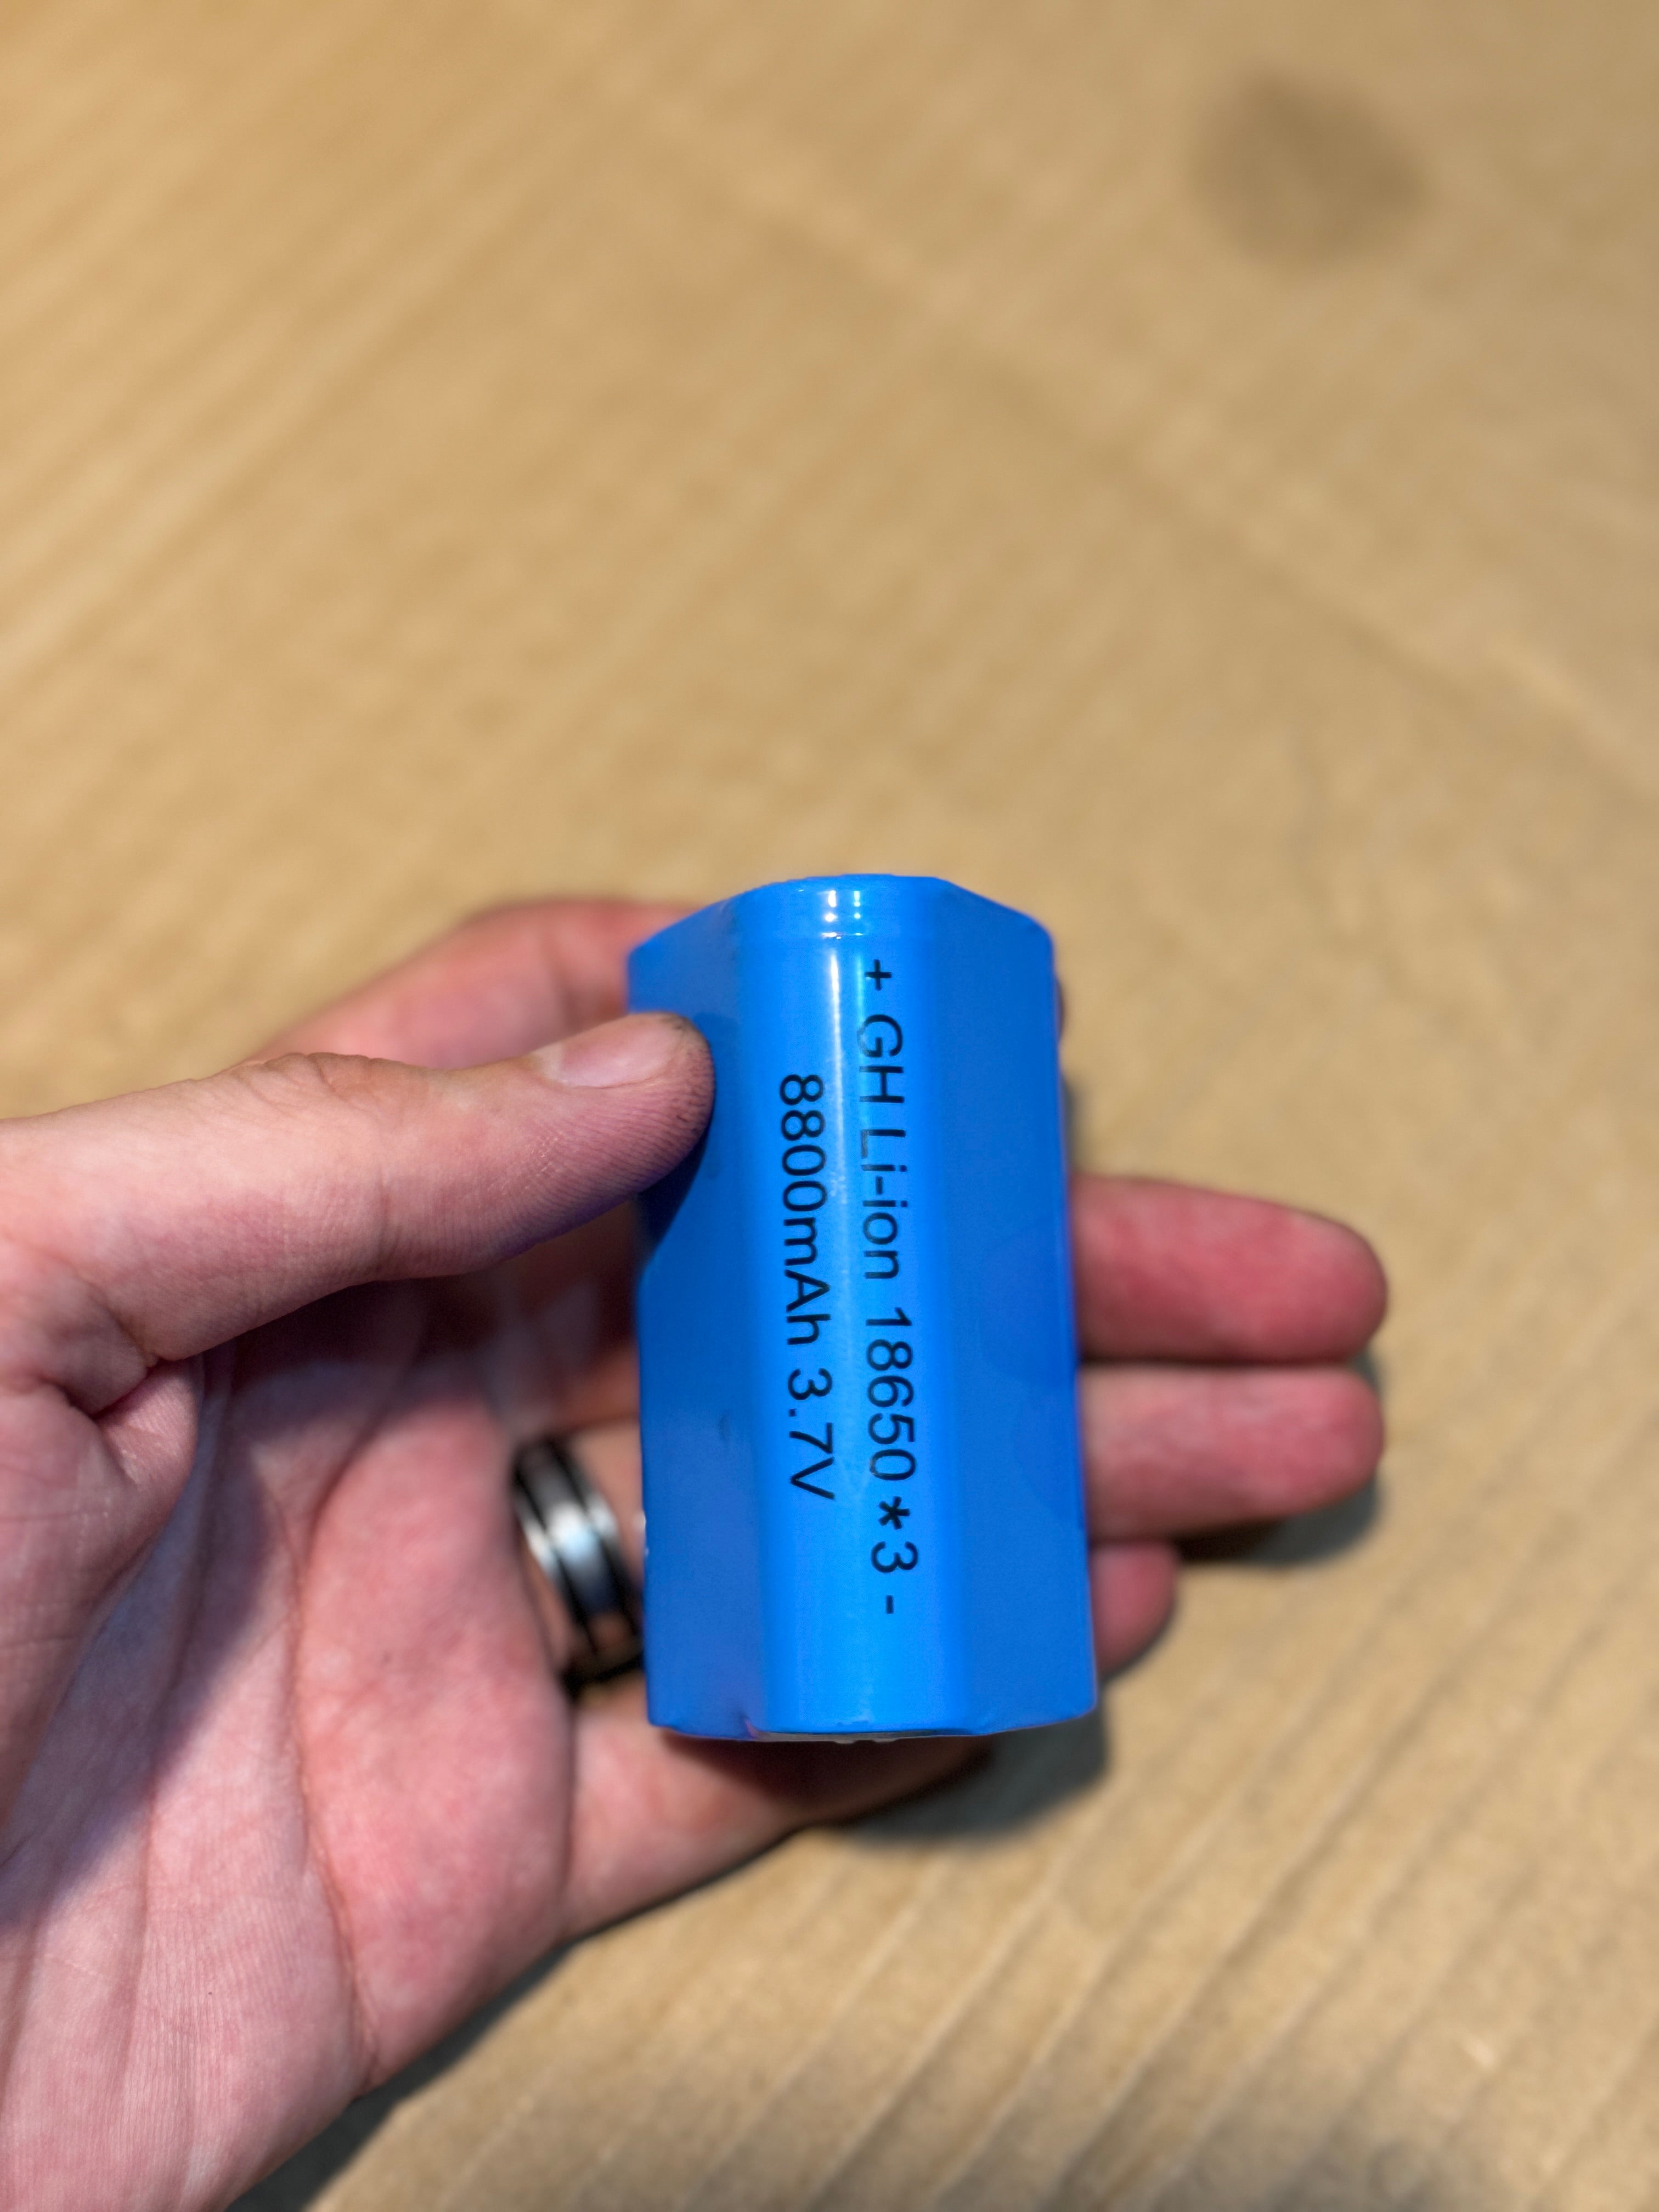 + GH Li-ion 18650*3 -
8800mAh 3.7V